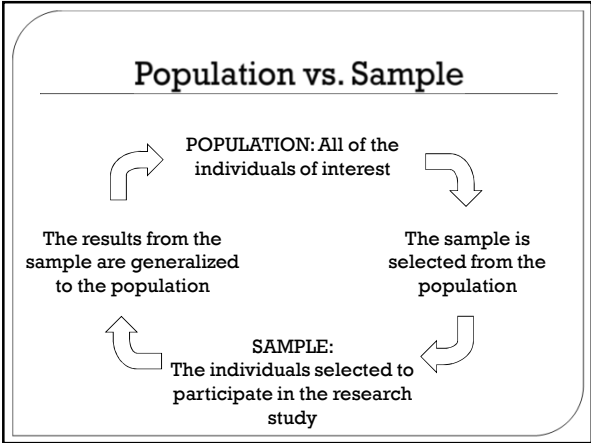 Population vs. Sample
POPULATION: All of the
individuals of interest
The sample is
selected from the
population
SAMPLE:
The individuals selected to
participate in the research
study
The results from the
sample are generalized
to the population